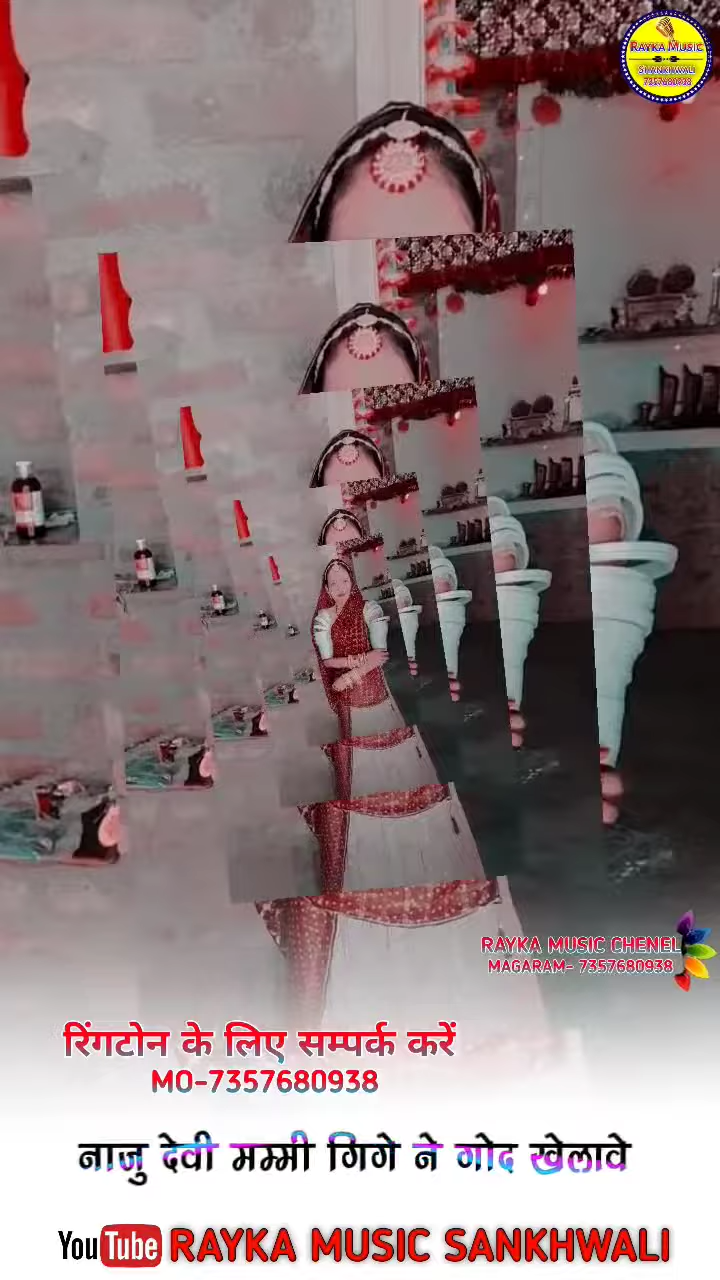 RAYKA MUSIC
SANKHWALI
7357680938
RAYKA MUSIC CHENEL
MAGARAM- 7357680938
रिंगटोन के लिए सम्पर्क करें
MO-7357680938
नाजु देवी मम्मी गिगे ने गोद खेलावे
YouTube RAYKA MUSIC SANKHWALI